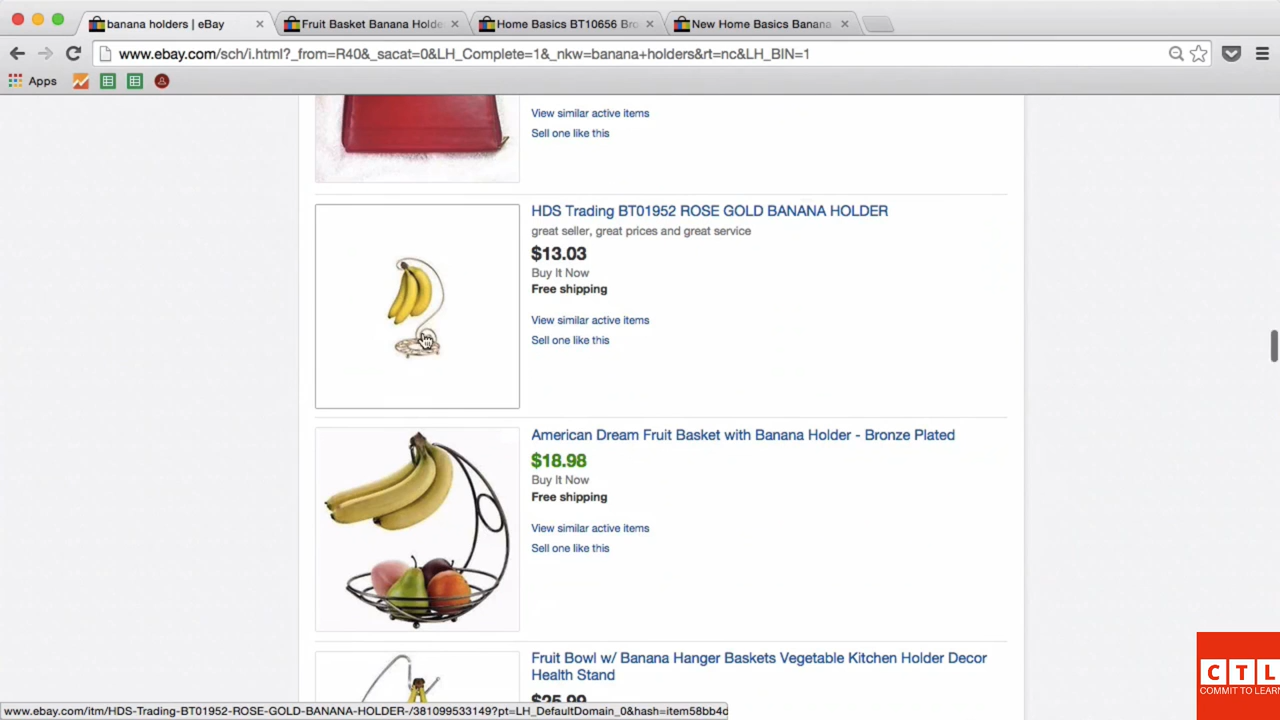 banana holders | eBay
Fruit Basket Banana Holde
Home Basics BT10656 Bro
New Home Basics Banana
www.ebay.com/sch/i.html?_from=R40&_sacat=0&LH_Complete=1&_nkw=banana+holders&rt=nc&LH_BIN=1
Apps
View similar active items
Sell one like this
HDS Trading BT01952 ROSE GOLD BANANA HOLDER
great seller, great prices and great service
$13.03
Buy It Now
Free shipping
View similar active items
Sell one like this
American Dream Fruit Basket with Banana Holder - Bronze Plated
$18.98
Buy It Now
Free shipping
View similar active items
Sell one like this
Fruit Bowl w/ Banana Hanger Baskets Vegetable Kitchen Holder Decor
Health Stand
$25.99
www.ebay.com/itm/HDS-Trading-BT01952-ROSE-GOLD-BANANA-HOLDER-/381099533149?pt=LH_DefaultDomain_0&hash=item58bb4d
CTL
COMMIT TO LEARN